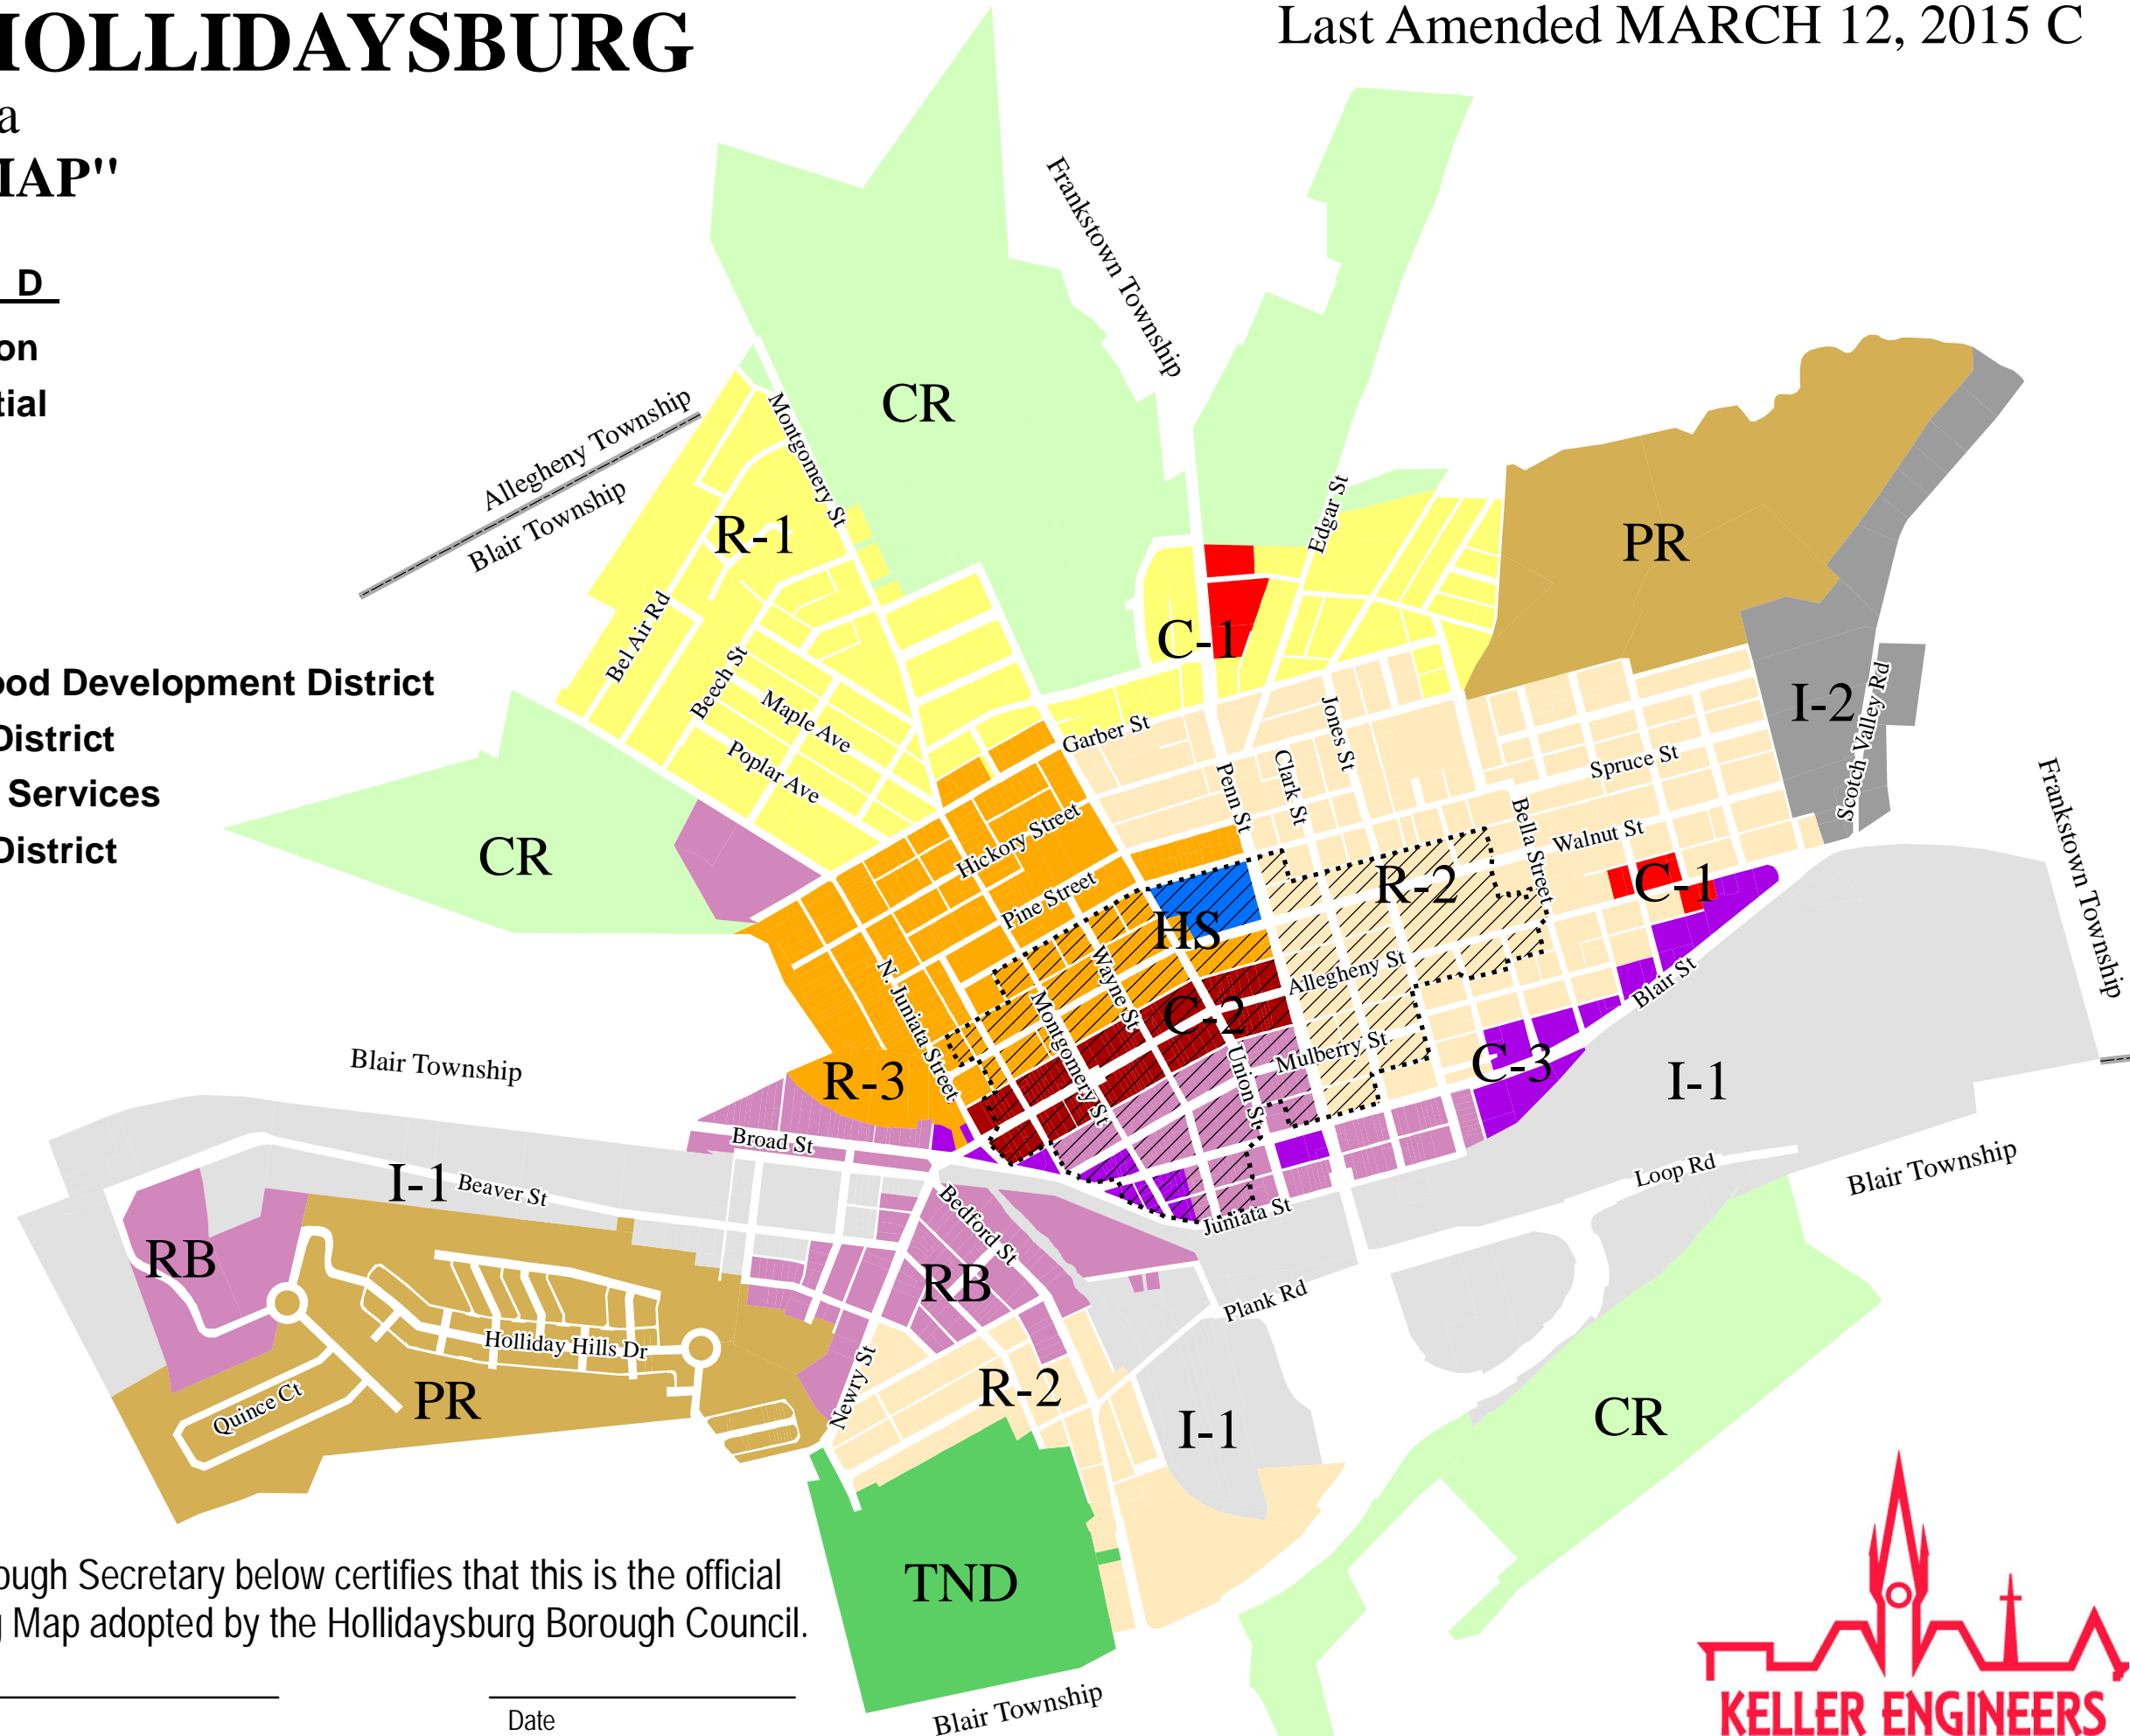 HOLLIDAYSBURG
Last Amended MARCH 12, 2015 C
a
MAP"
D
on
tial
ood Development District
District
Services
District
Frankstown Township
Allegheny Township
Blair Township
CR
Montgomery St
R-1
Edgar St
PR
Bel Air Rd
C-1
Beech St
Maple Ave
Poplar Ave
Garber St
Jones St
I-2
Scotch Valley Rd
Spruce St
Penn St
Clark St
Bella Street
Walnut St
Frankstown Township
CR
Hickory Street
Pine Street
R-2
C-1
HS
Wayne St
Allegheny St
N. Juniata Street
Montgomery St
C-2
Blair St
Union St
Mulberry St
Blair Township
R-3
C-3
I-1
Broad St
I-1
Beaver St
Bedford St
Juniata St
Loop Rd
Blair Township
RB
RB
Plank Rd
Holliday Hills Dr
Quince Ct
PR
Newry St
R-2
I-1
CR
TND
ough Secretary below certifies that this is the official
g Map adopted by the Hollidaysburg Borough Council.
Date
Blair Township
KELLER ENGINEERS